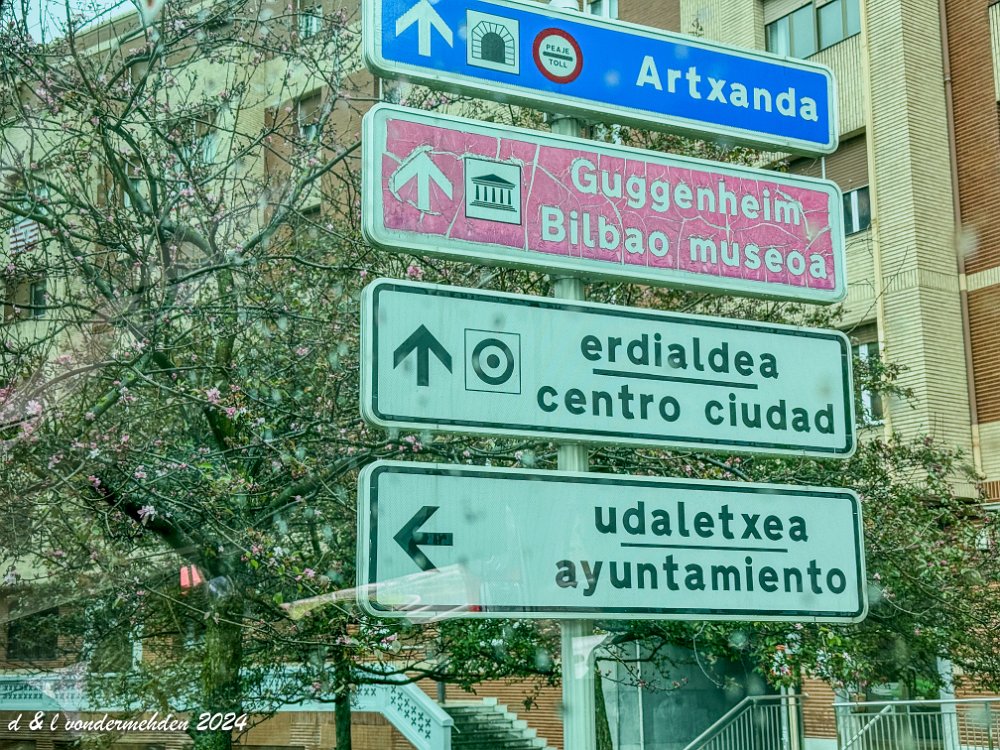 PEAJE
TOLL
Artxanda
Guggenheim
Bilbao museoa
erdialdea
centro ciudad
udaletxea
ayuntamiento
d & l vondermehden 2024